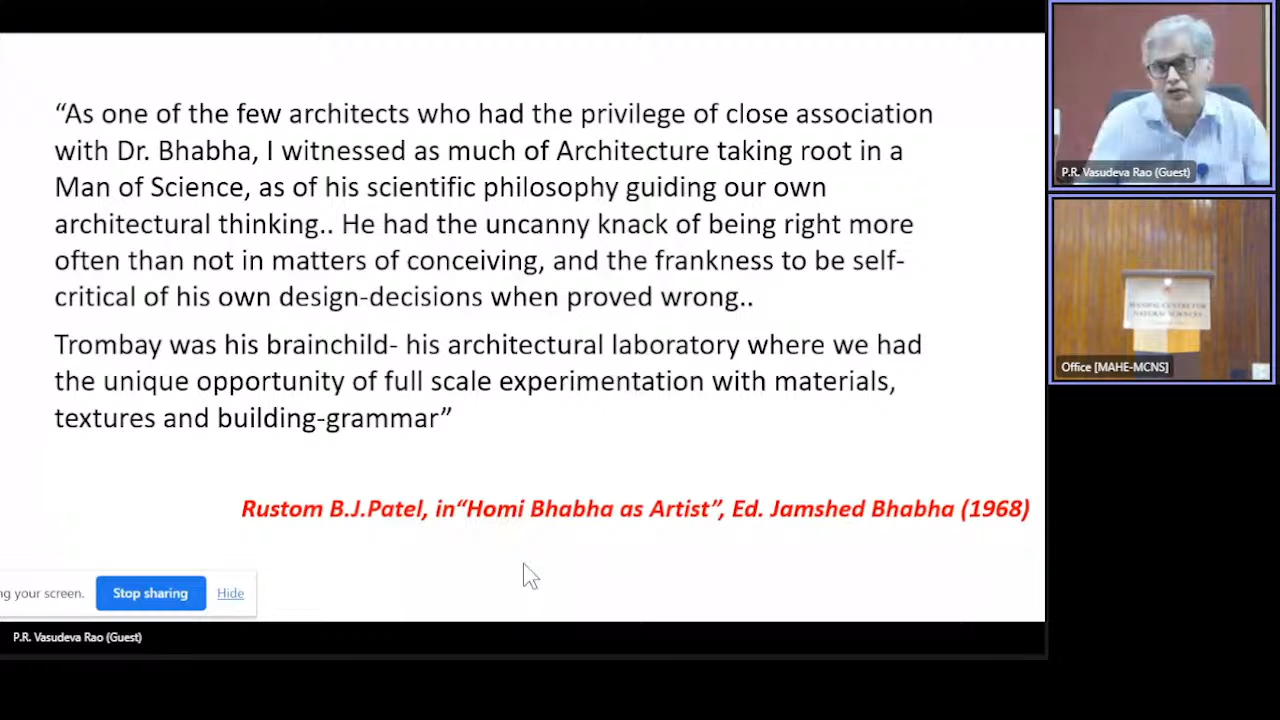 “As one of the few architects who had the privilege of close association
with Dr. Bhabha, I witnessed as much of Architecture taking root in a
Man of Science, as of his scientific philosophy guiding our own
architectural thinking.. He had the uncanny knack of being right more
often than not in matters of conceiving, and the frankness to be self-
critical of his own design-decisions when proved wrong..
Trombay was his brainchild- his architectural laboratory where we had
the unique opportunity of full scale experimentation with materials,
textures and building-grammar”
Rustom B.J.Patel, in“Homi Bhabha as Artist”, Ed. Jamshed Bhabha (1968)
ng your screen.
Stop sharing
Hide
P.R. Vasudeva Rao (Guest)
P.R. Vasudeva Rao (Guest)
MANIPAL CENTRE FOR
NATURAL SCIENCES
Office [MAHE-MCNS]